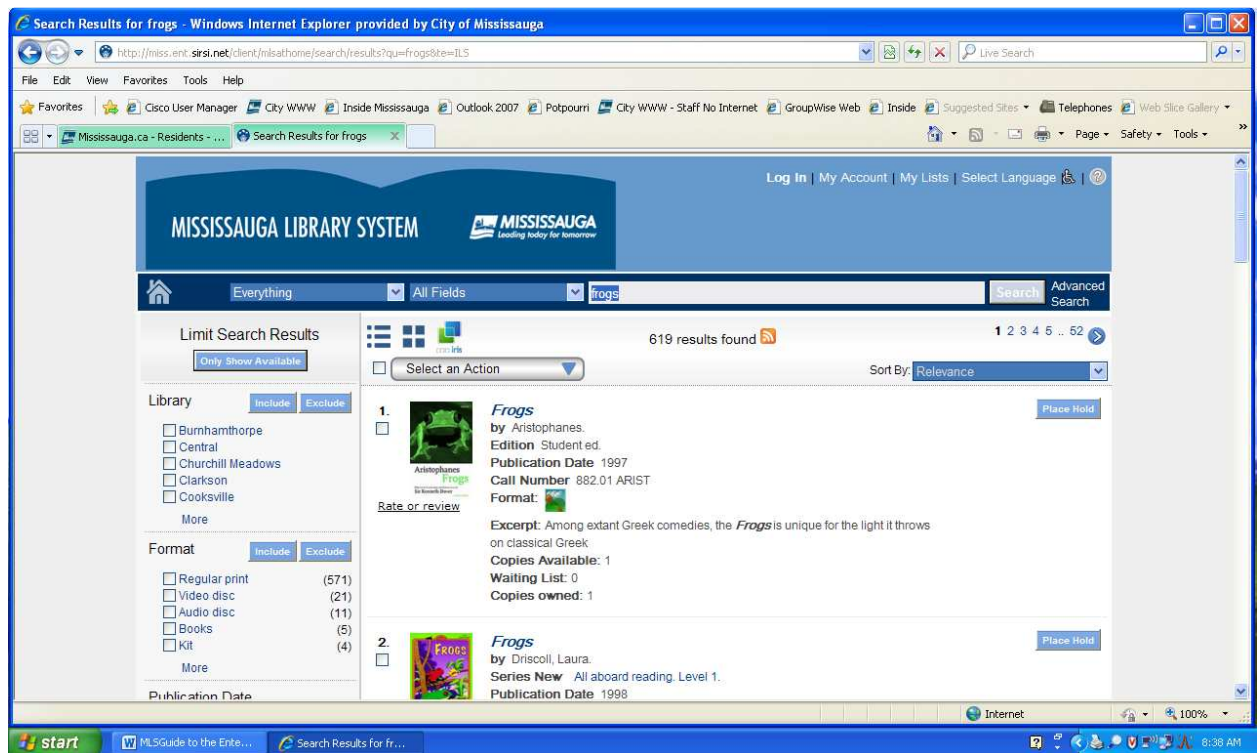 Search Results for frogs - Windows Internet Explorer provided by City of Mississauga
http://miss.ent.sirsi.net/client/mlsathome/search/results?qu=frogs&te=ILS
Live Search
File Edit View Favorites Tools Help
Favorites Cisco User Manager City WWW Inside Mississauga Outlook 2007 Potpourri City WWW - Staff No Internet GroupWise Web Inside Suggested Sites Telephones Web Slice Gallery
Mississauga.ca - Residents - ... Search Results for frogs X Page Safety Tools »
Log In | My Account | My Lists | Select Language | ?
MISSISSAUGA LIBRARY SYSTEM
MISSISSAUGA
Leading today for tomorrow
Everything All Fields frogs Search Advanced Search
Limit Search Results
Only Show Available
619 results found
1 2 3 4 5 .. 52
Select an Action
Sort By: Relevance
Library Include Exclude
Burnhamthorpe
Central
Churchill Meadows
Clarkson
Cooksville
More
Format Include Exclude
Regular print (571)
Video disc (21)
Audio disc (11)
Books (5)
Kit (4)
More
Publication Date
1.
Aristophanes
Frogs
Rate or review
Frogs
by Aristophanes.
Edition Student ed.
Publication Date 1997
Call Number 882.01 ARIST
Format:
Excerpt: Among extant Greek comedies, the Frogs is unique for the light it throws
on classical Greek
Copies Available: 1
Waiting List: 0
Copies owned: 1
Place Hold
2.
FROGS
Frogs
by Driscoll, Laura.
Series New All aboard reading. Level 1.
Publication Date 1998
Place Hold
Internet 100%
start MLSGuide to the Ente... Search Results for fr... 8:38 AM